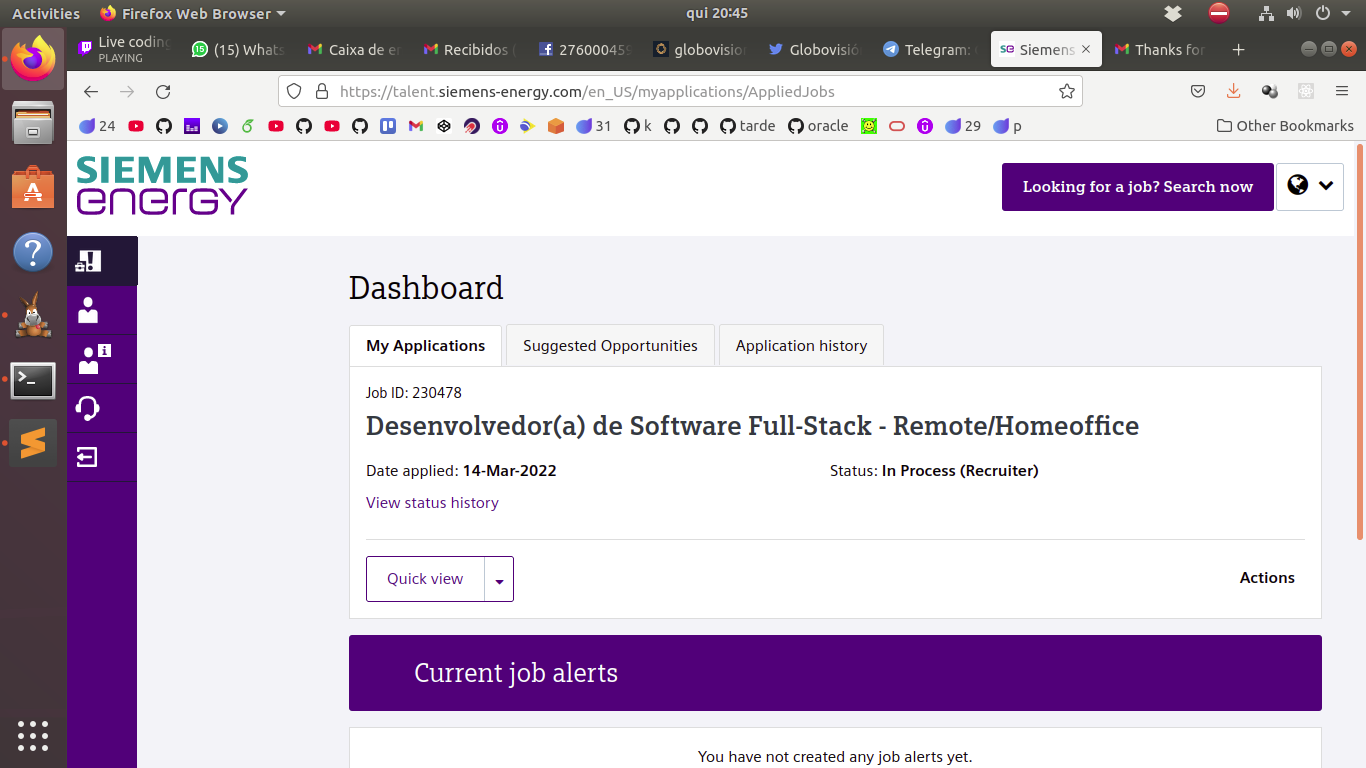 Activities Firefox Web Browser qui 20:45
Live coding PLAYING (15) Whats Caixa de en Recibidos ( 276000459 globovision Globovisió Telegram: Siemens Thanks for
https://talent.siemens-energy.com/en_US/myapplications/AppliedJobs
24 31 k tarde oracle 29 p Other Bookmarks
SIEMENS
energy
Looking for a job? Search now
Dashboard
My Applications Suggested Opportunities Application history
Job ID: 230478
Desenvolvedor(a) de Software Full-Stack - Remote/Homeoffice
Date applied: 14-Mar-2022 Status: In Process (Recruiter)
View status history
Quick view Actions
Current job alerts
You have not created any job alerts yet.